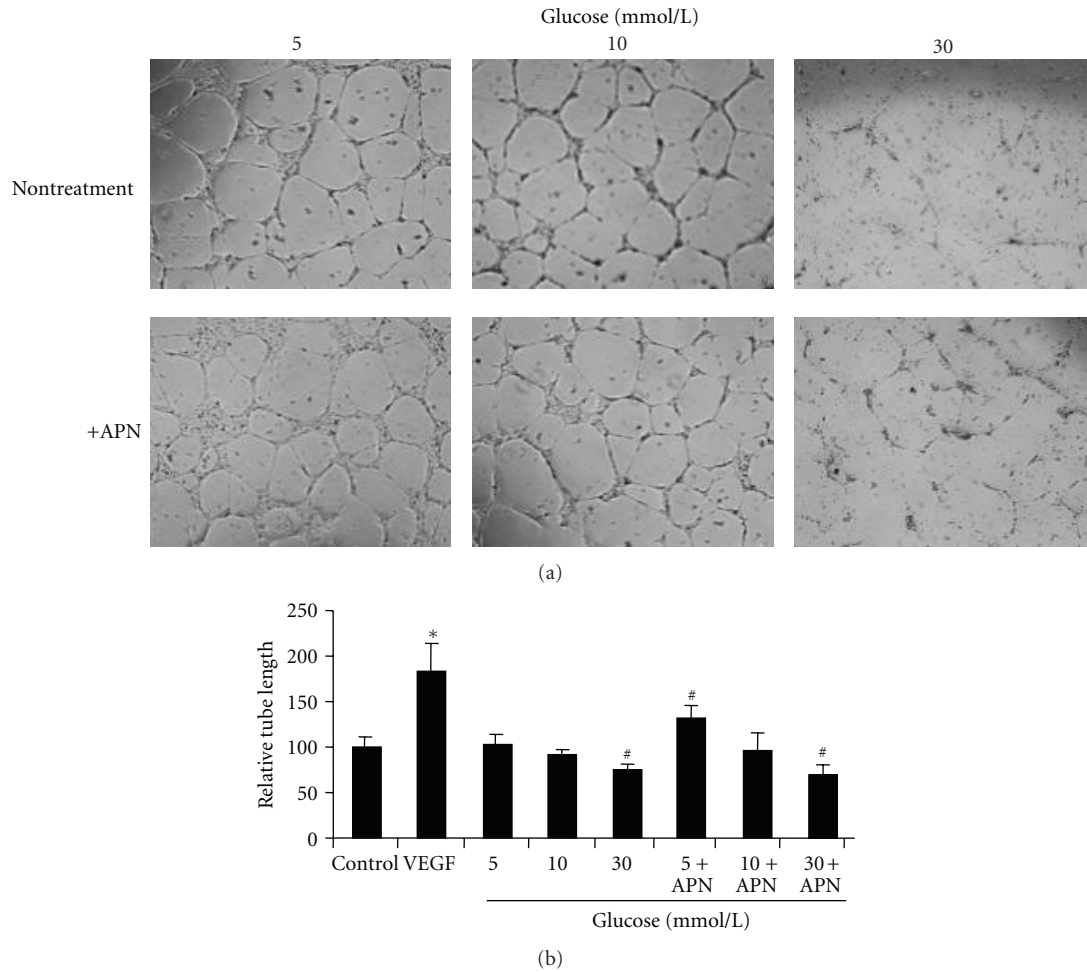 Glucose (mmol/L)
5 10 30
Nontreatment
+APN
(a)
250
200
150
100
50
0
Relative tube length
*
#
#
#
Control VEGF 5 10 30 5 + 10 + 30 +
APN APN APN
Glucose (mmol/L)
(b)